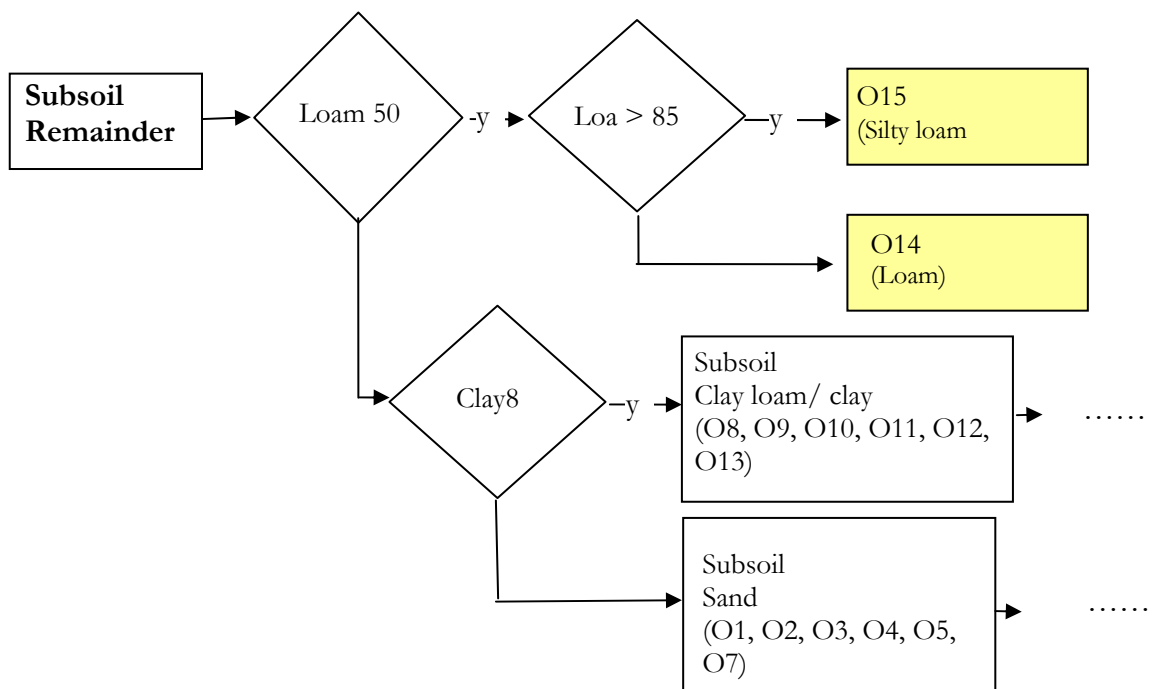 Subsoil
Remainder
Loam 50
-y
Loa > 85
—y
O15
(Silty loam
O14
(Loam)
Clay8
—y
Subsoil
Clay loam/ clay
(O8, O9, O10, O11, O12,
O13)
……
Subsoil
Sand
(O1, O2, O3, O4, O5,
O7)
……